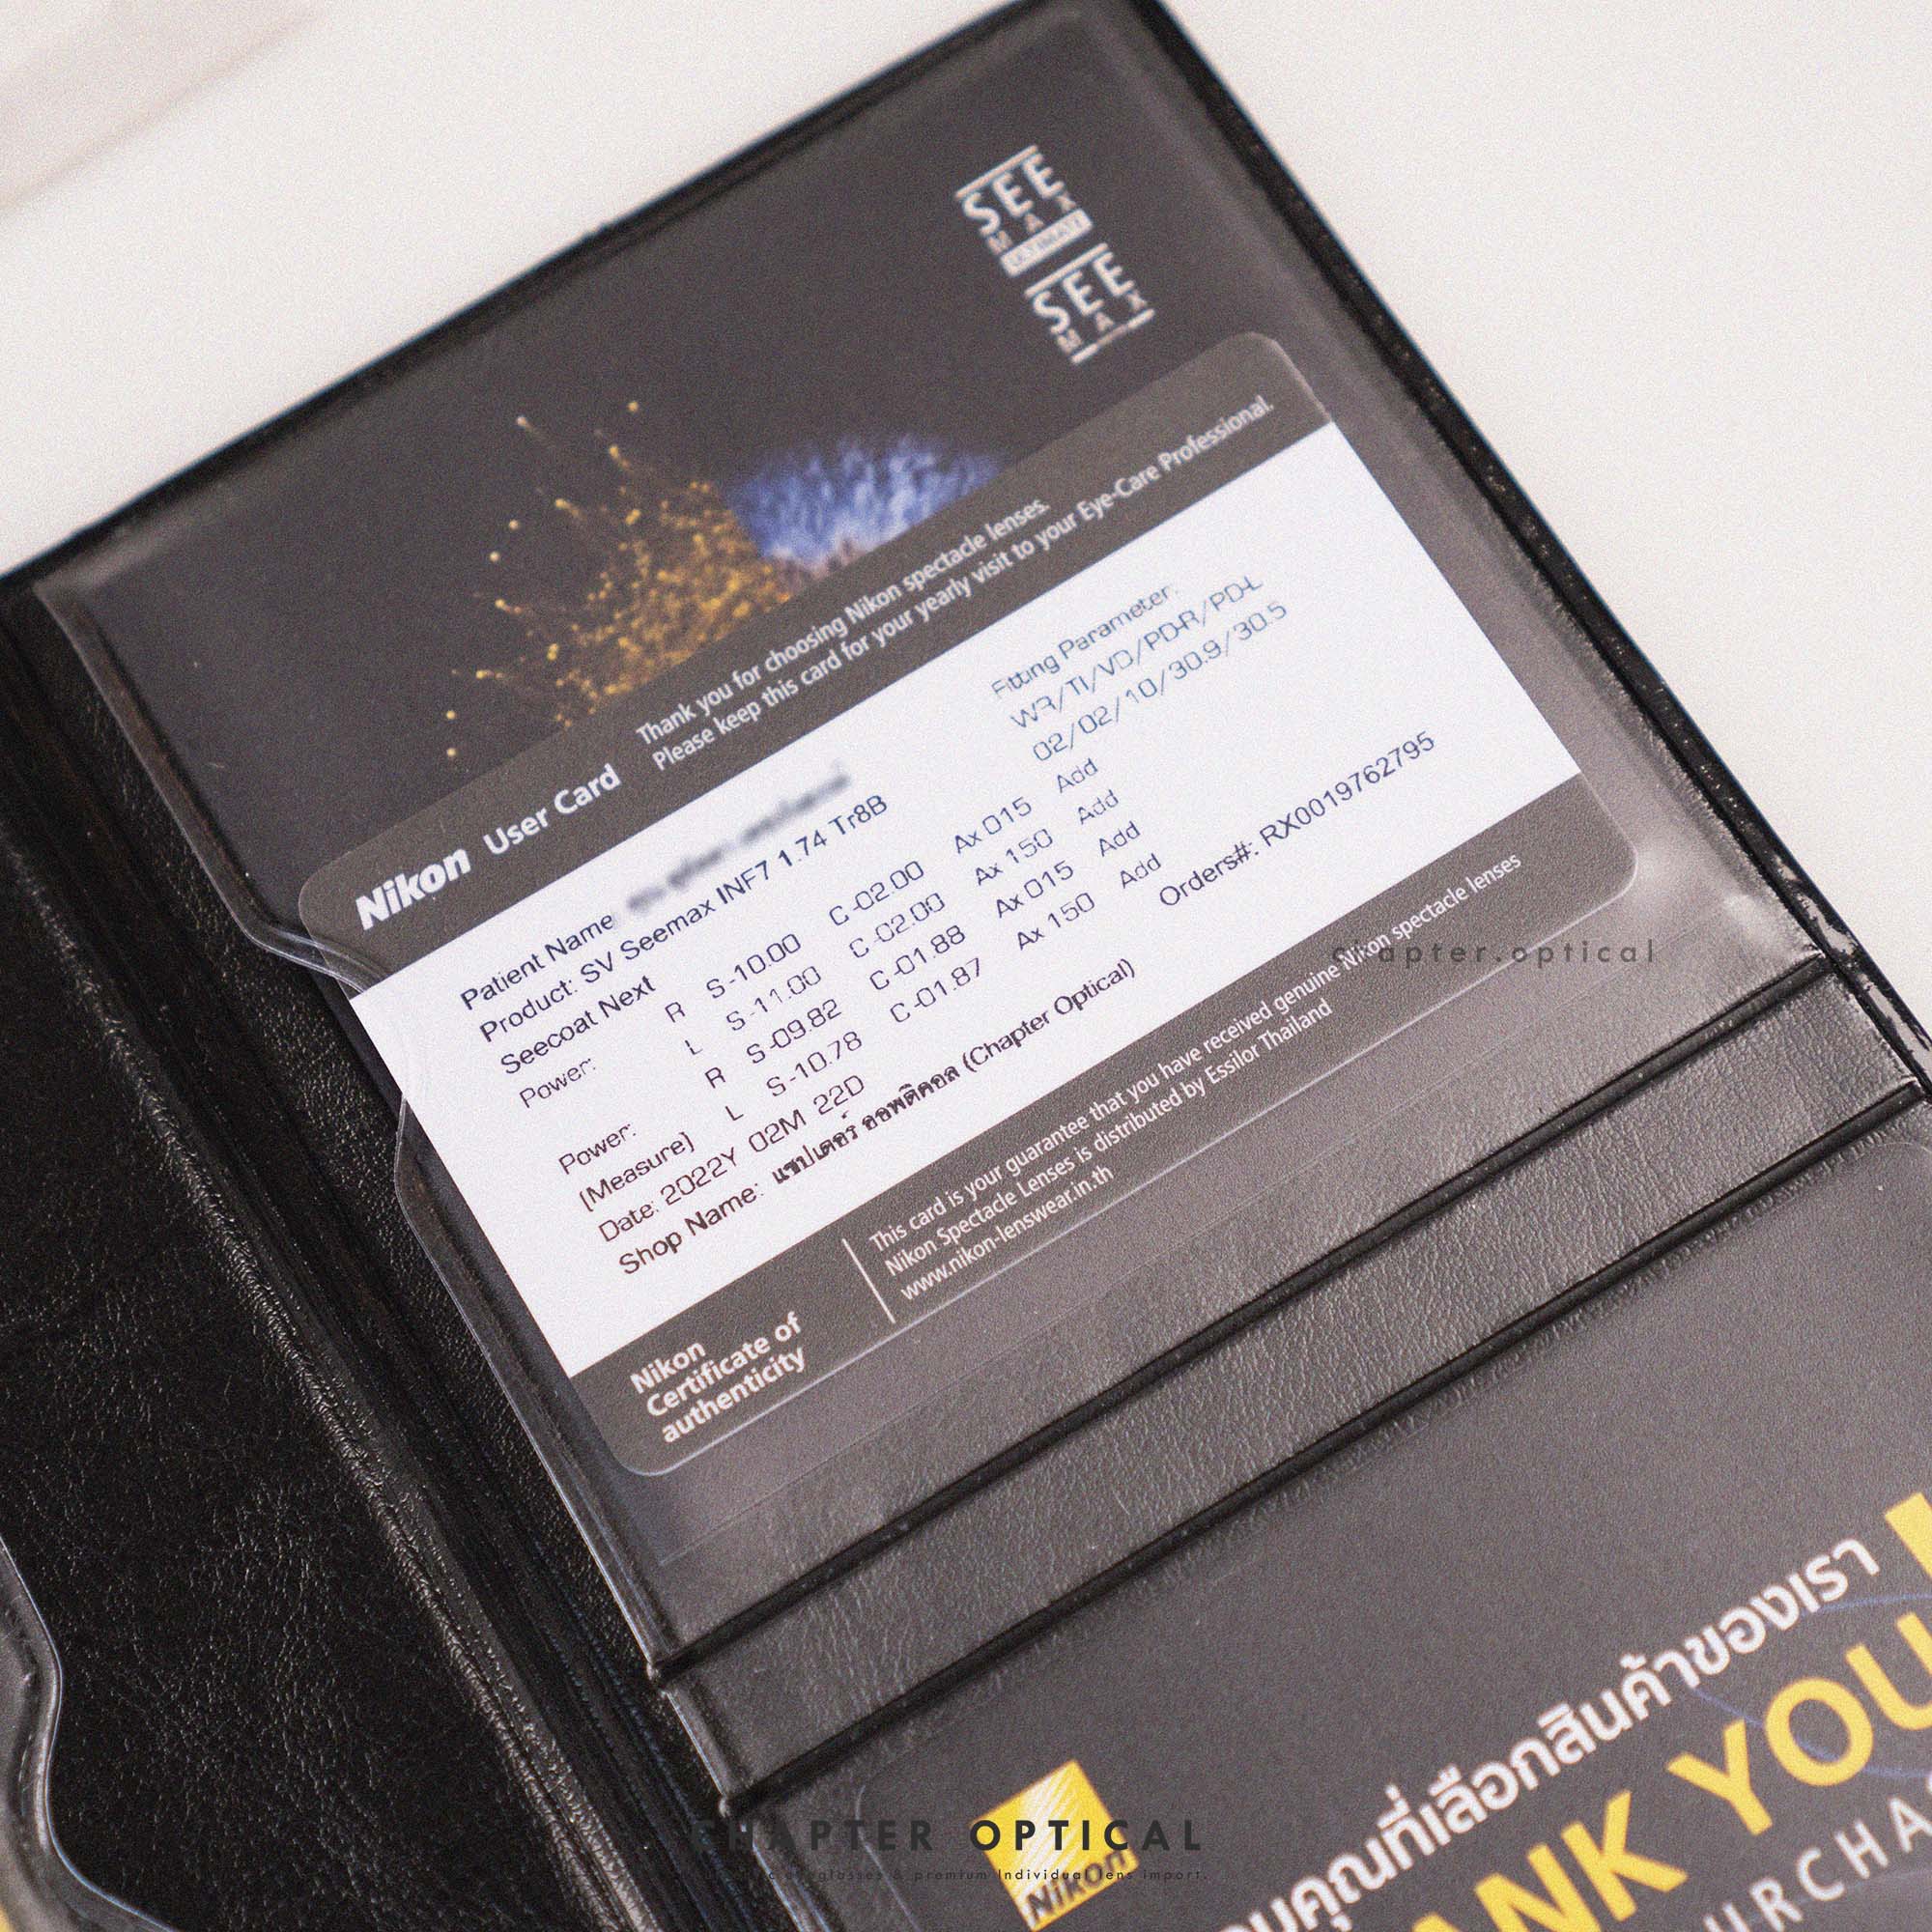 SEE
MAX
ULTIMATE
SEE
MAX
Nikon User Card
Thank you for choosing Nikon spectacle lenses.
Please keep this card for your yearly visit to your Eye-Care Professional.
Patient Name
Product: SV Seemax INF7 1.74 Tr8B
Seecoat Next
Fitting Parameter:
WR/TI/VD/PD-R/PD-L
02/02/10/30.9/30.5
Power: R S-10.00 C-02.00 Ax 015 Add
L S-11.00 C-02.00 Ax 150 Add
Power: R S-09.82 C-01.88 Ax 015 Add
(Measure) L S-10.78 C-01.87 Ax 150 Add
Date: 2022Y 02M 22D
Orders#: RX0019762795
Shop Name: แชปเตอร์ ออพติคอล (Chapter Optical)
Nikon
Certificate of
authenticity
This card is your guarantee that you have received genuine Nikon spectacle lenses
Nikon Spectacle Lenses is distributed by Essilor Thailand
www.nikon-lenswear.in.th
chapter.optical
Nikon
คุณที่เลือกสินค้าของเรา
ANK YOU
URCHA
CHAPTER OPTICAL
glasses & premium individual lens import.